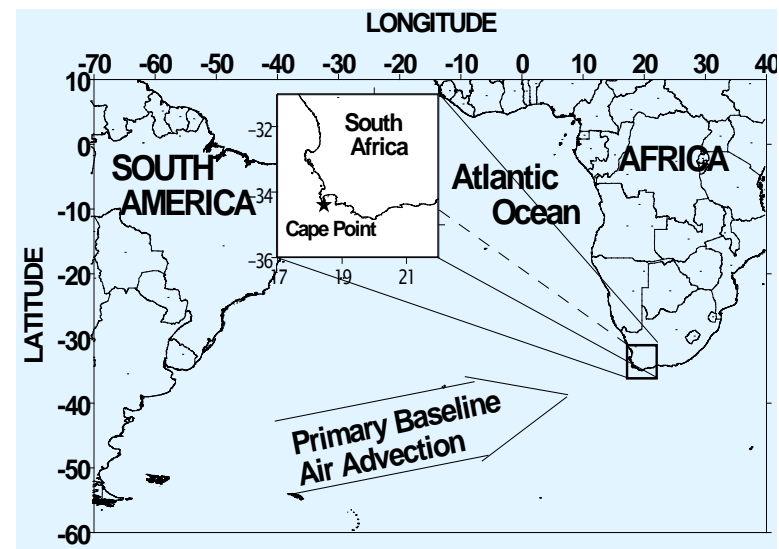 LONGITUDE
-70 -60 -50 -40 -30 -20 -10 0 10 20 30 40
10
0
-10
-20
-30
-40
-50
-60
LATITUDE
SOUTH
AMERICA
-32
-34
-36
17 19 21
South
Africa
Cape Point
Atlantic
Ocean
AFRICA
Primary Baseline
Air Advection